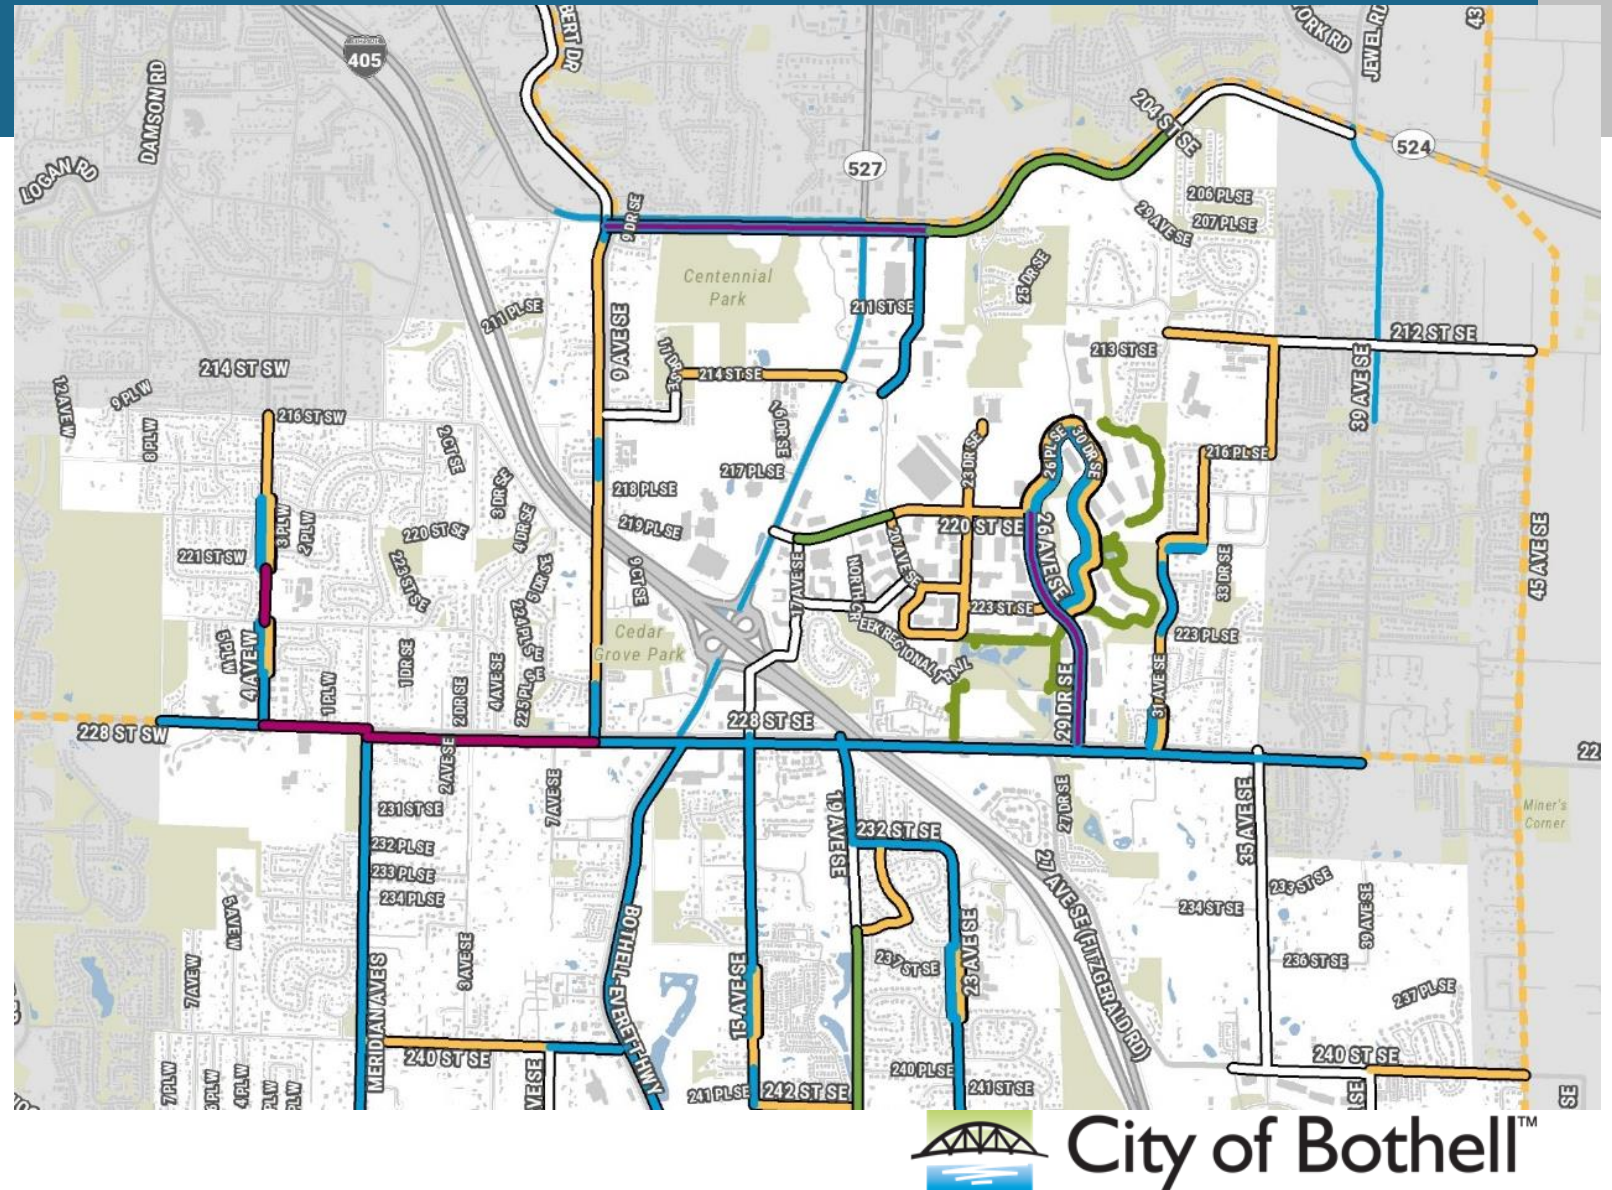 BERT DR
YORK RD
JEWEL RD
43
405
DAMSON RD
LOGAN RD
204 ST SE
524
527
206 PL SE
207 PL SE
29 AVE SE
9 DR SE
25 DR SE
Centennial
Park
211 ST SE
211 PL SE
9 AVE SE
212 ST SE
213 ST SE
39 AVE SE
11 DR SE
214 ST SE
214 ST SW
9 PL W
12 AVE W
8 PL W
216 ST SW
16 DR SE
2 CT SE
26 PL SE
30 DR SE
216 PL SE
23 DR SE
217 PL SE
218 PL SE
3 DR SE
219 PL SE
4 DR SE
220 ST SE
220 ST SE
26 AVE SE
3 PL W
2 PL W
221 ST SW
223 ST SE
5 DR SE
9 CT SE
17 AVE SE
20 AVE SE
33 DR SE
45 AVE SE
223 ST SE
NORTH CREEK REGIONAL TRAIL
223 PL SE
Cedar
Grove Park
5 PL W
4 AVE W
1 PL W
1 DR SE
2 DR SE
4 AVE SE
29 DR SE
31 AVE SE
228 ST SW
228 ST SE
22
2 AVE SE
7 AVE SE
27 DR SE
35 AVE SE
Miner's
Corner
231 ST SE
232 PL SE
233 PL SE
234 PL SE
19 AVE SE
232 ST SE
27 AVE SE (FITZGERALD RD)
233 ST SE
234 ST SE
39 AVE SE
5 AVE W
7 AVE W
3 AVE SE
BOTHELL-EVERETT HWY
15 AVE SE
237 ST SE
23 AVE SE
236 ST SE
237 PL SE
MERIDIAN AVE S
240 ST SE
240 PL SE
240 ST SE
7 PL W
4 PL W
PL W
PL W
VE SE
241 PL SE
242 ST SE
241 ST SE
SE
City of Bothell™